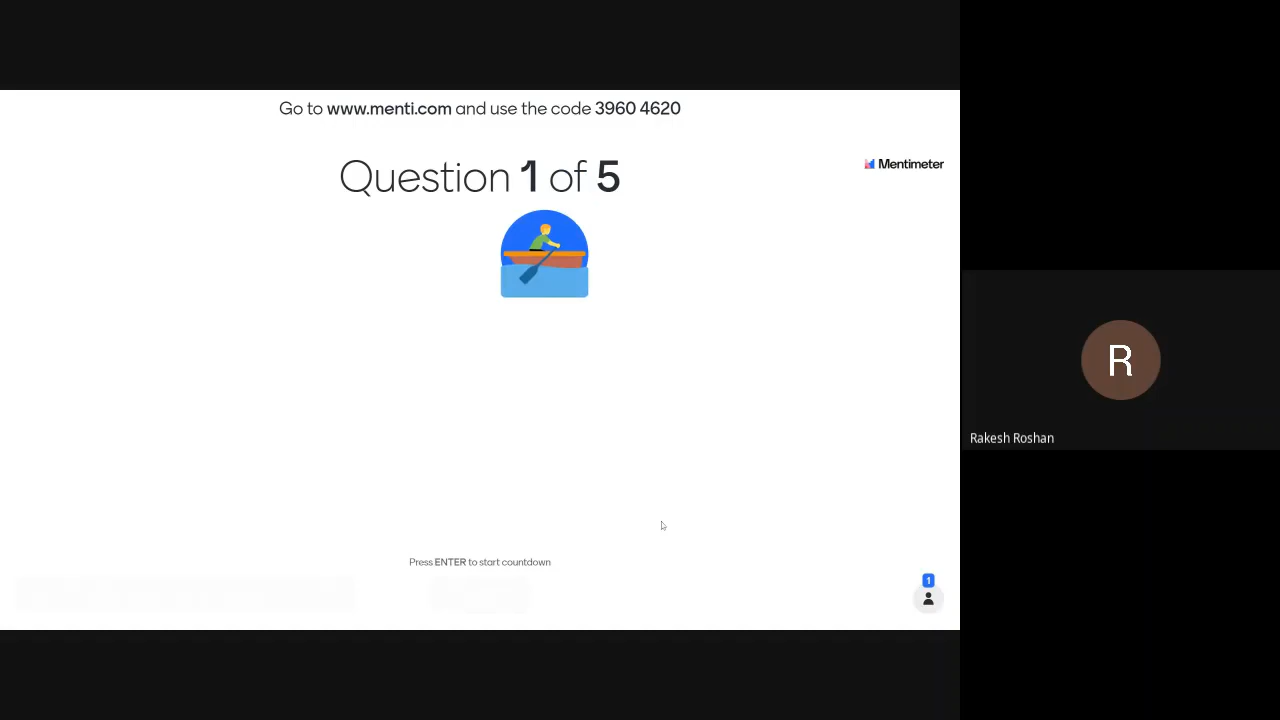 Go to www.menti.com and use the code 3960 4620
Mentimeter
Question 1 of 5
R
Rakesh Roshan
Press ENTER to start countdown
1